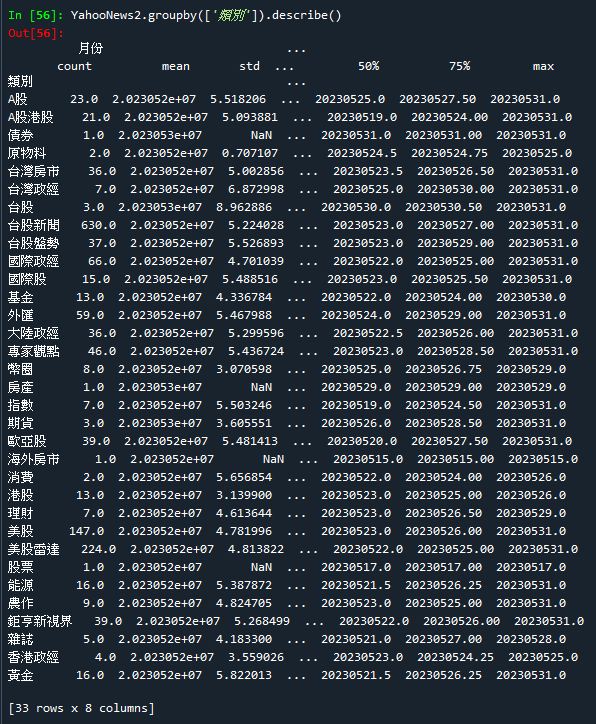 In [56]: YahooNews2.groupby(['類別']).describe()
Out[56]:
月份 ...
count mean std ... 50% 75% max
類別 ...
A股 23.0 2.023052e+07 5.518206 ... 20230525.0 20230527.50 20230531.0
A股港股 21.0 2.023052e+07 5.093881 ... 20230519.0 20230524.00 20230531.0
債券 1.0 2.023053e+07 NaN ... 20230531.0 20230531.00 20230531.0
原物料 2.0 2.023052e+07 0.707107 ... 20230524.5 20230524.75 20230525.0
台灣房市 36.0 2.023052e+07 5.002856 ... 20230523.5 20230526.50 20230531.0
台灣政經 7.0 2.023052e+07 6.872998 ... 20230525.0 20230530.00 20230531.0
台股 3.0 2.023053e+07 8.962886 ... 20230530.0 20230530.50 20230531.0
台股新聞 630.0 2.023052e+07 5.224028 ... 20230523.0 20230527.00 20230531.0
台股盤勢 37.0 2.023052e+07 5.526893 ... 20230523.0 20230529.00 20230531.0
國際政經 66.0 2.023052e+07 4.701039 ... 20230522.0 20230525.00 20230531.0
國際股 15.0 2.023052e+07 5.488516 ... 20230523.0 20230525.50 20230531.0
基金 13.0 2.023052e+07 4.336784 ... 20230522.0 20230524.00 20230530.0
外匯 59.0 2.023052e+07 5.467988 ... 20230524.0 20230529.00 20230531.0
大陸政經 36.0 2.023052e+07 5.299596 ... 20230522.5 20230526.00 20230531.0
專家觀點 46.0 2.023052e+07 5.436724 ... 20230523.0 20230528.50 20230531.0
幣圈 8.0 2.023052e+07 3.070598 ... 20230525.0 20230526.75 20230529.0
房產 1.0 2.023053e+07 NaN ... 20230529.0 20230529.00 20230529.0
指數 7.0 2.023052e+07 5.503246 ... 20230519.0 20230524.50 20230531.0
期貨 3.0 2.023053e+07 3.605551 ... 20230526.0 20230528.50 20230531.0
歐亞股 39.0 2.023052e+07 5.481413 ... 20230520.0 20230527.50 20230531.0
海外房市 1.0 2.023052e+07 NaN ... 20230515.0 20230515.00 20230515.0
消費 2.0 2.023052e+07 5.656854 ... 20230522.0 20230524.00 20230526.0
港股 13.0 2.023052e+07 3.139900 ... 20230523.0 20230525.00 20230526.0
理財 7.0 2.023052e+07 4.613644 ... 20230523.0 20230526.50 20230529.0
美股 147.0 2.023052e+07 4.781996 ... 20230523.0 20230526.00 20230531.0
美股雷達 224.0 2.023052e+07 4.813822 ... 20230522.0 20230525.00 20230531.0
股票 1.0 2.023052e+07 NaN ... 20230517.0 20230517.00 20230517.0
能源 16.0 2.023052e+07 5.387872 ... 20230521.5 20230526.25 20230531.0
農作 9.0 2.023052e+07 4.824705 ... 20230523.0 20230525.00 20230531.0
鉅亨新視界 39.0 2.023052e+07 5.268499 ... 20230522.0 20230526.00 20230531.0
雜誌 5.0 2.023052e+07 4.183300 ... 20230521.0 20230527.00 20230528.0
香港政經 4.0 2.023052e+07 3.559026 ... 20230523.0 20230524.25 20230525.0
黃金 16.0 2.023052e+07 5.822013 ... 20230521.5 20230526.25 20230531.0
[33 rows x 8 columns]